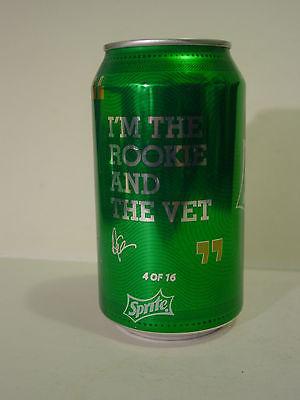 I'M THE
ROOKIE
AND
THE VET
”
4 OF 16
Sprite